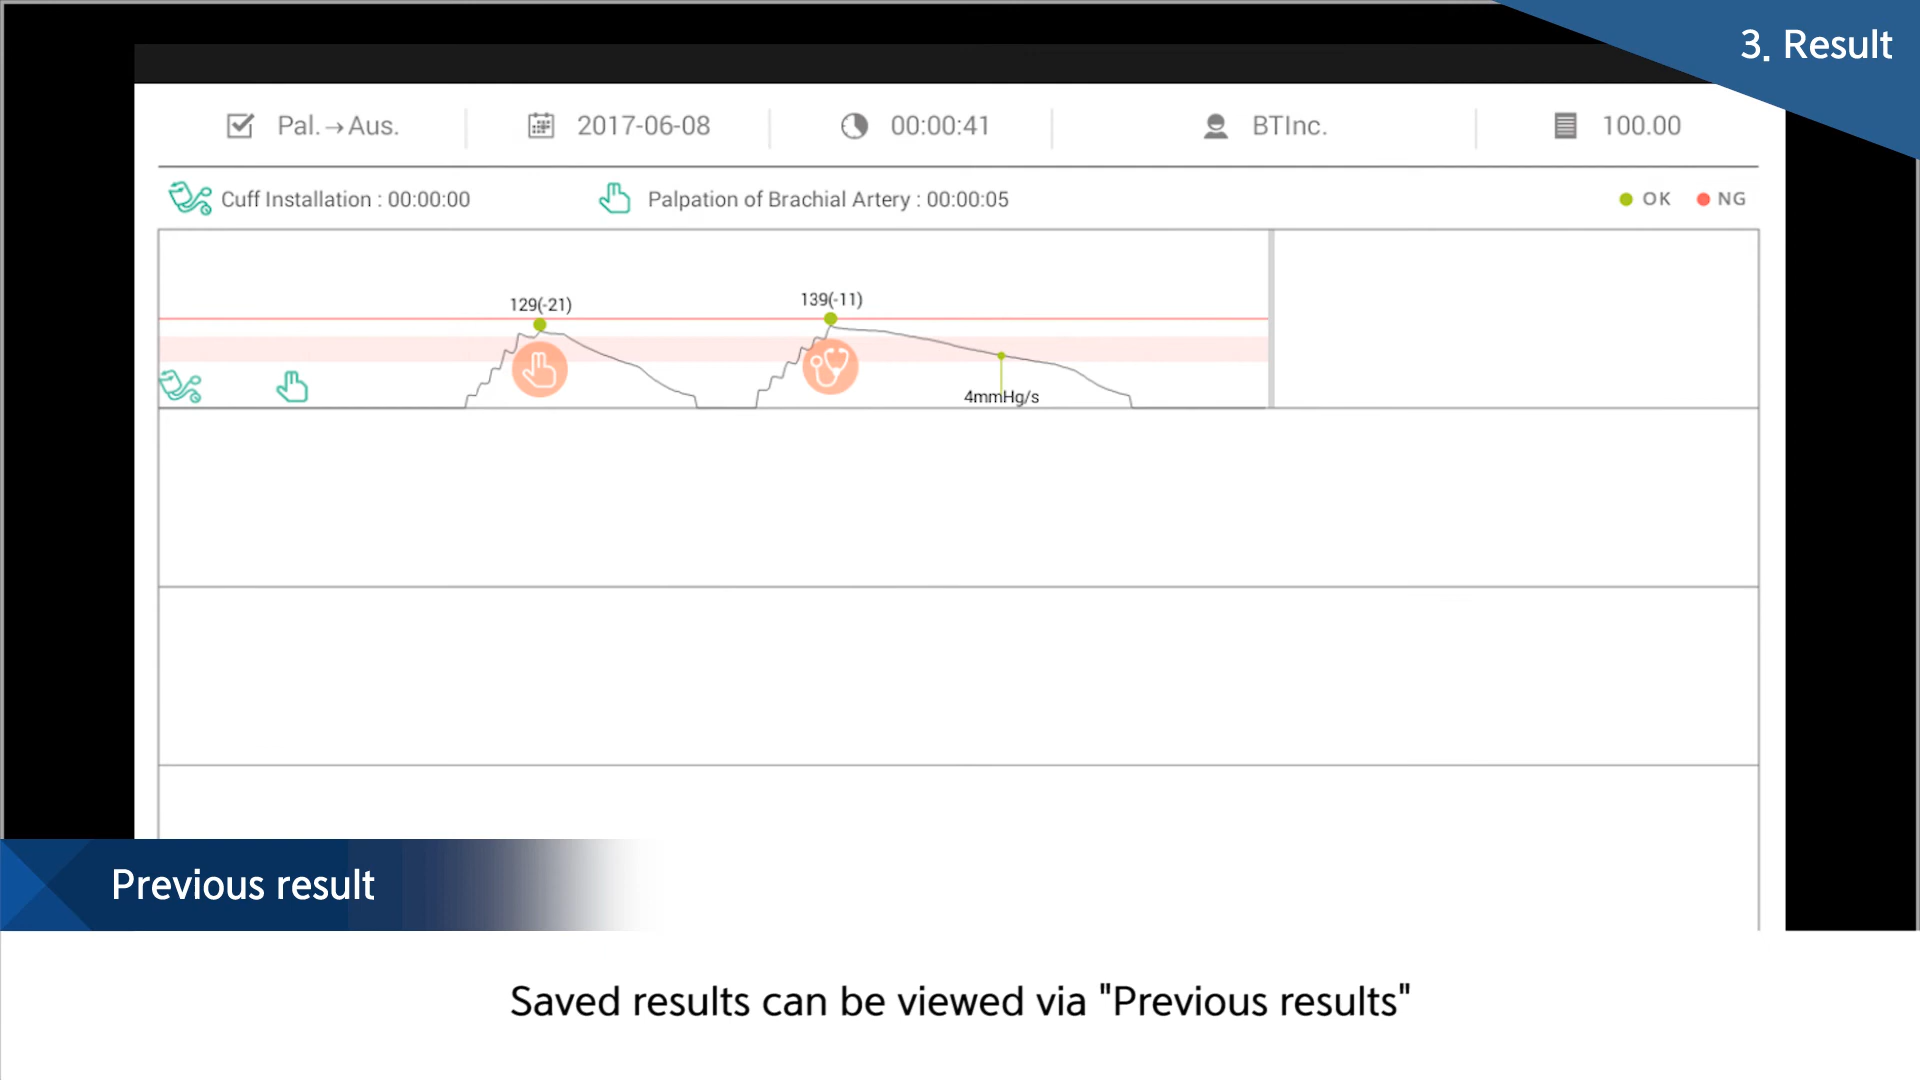 3. Result
Pal.→Aus.
2017-06-08
00:00:41
BTInc.
100.00
Cuff Installation : 00:00:00
Palpation of Brachial Artery : 00:00:05
OK
NG
129(-21)
139(-11)
4mmHg/s
Previous result
Saved results can be viewed via "Previous results"